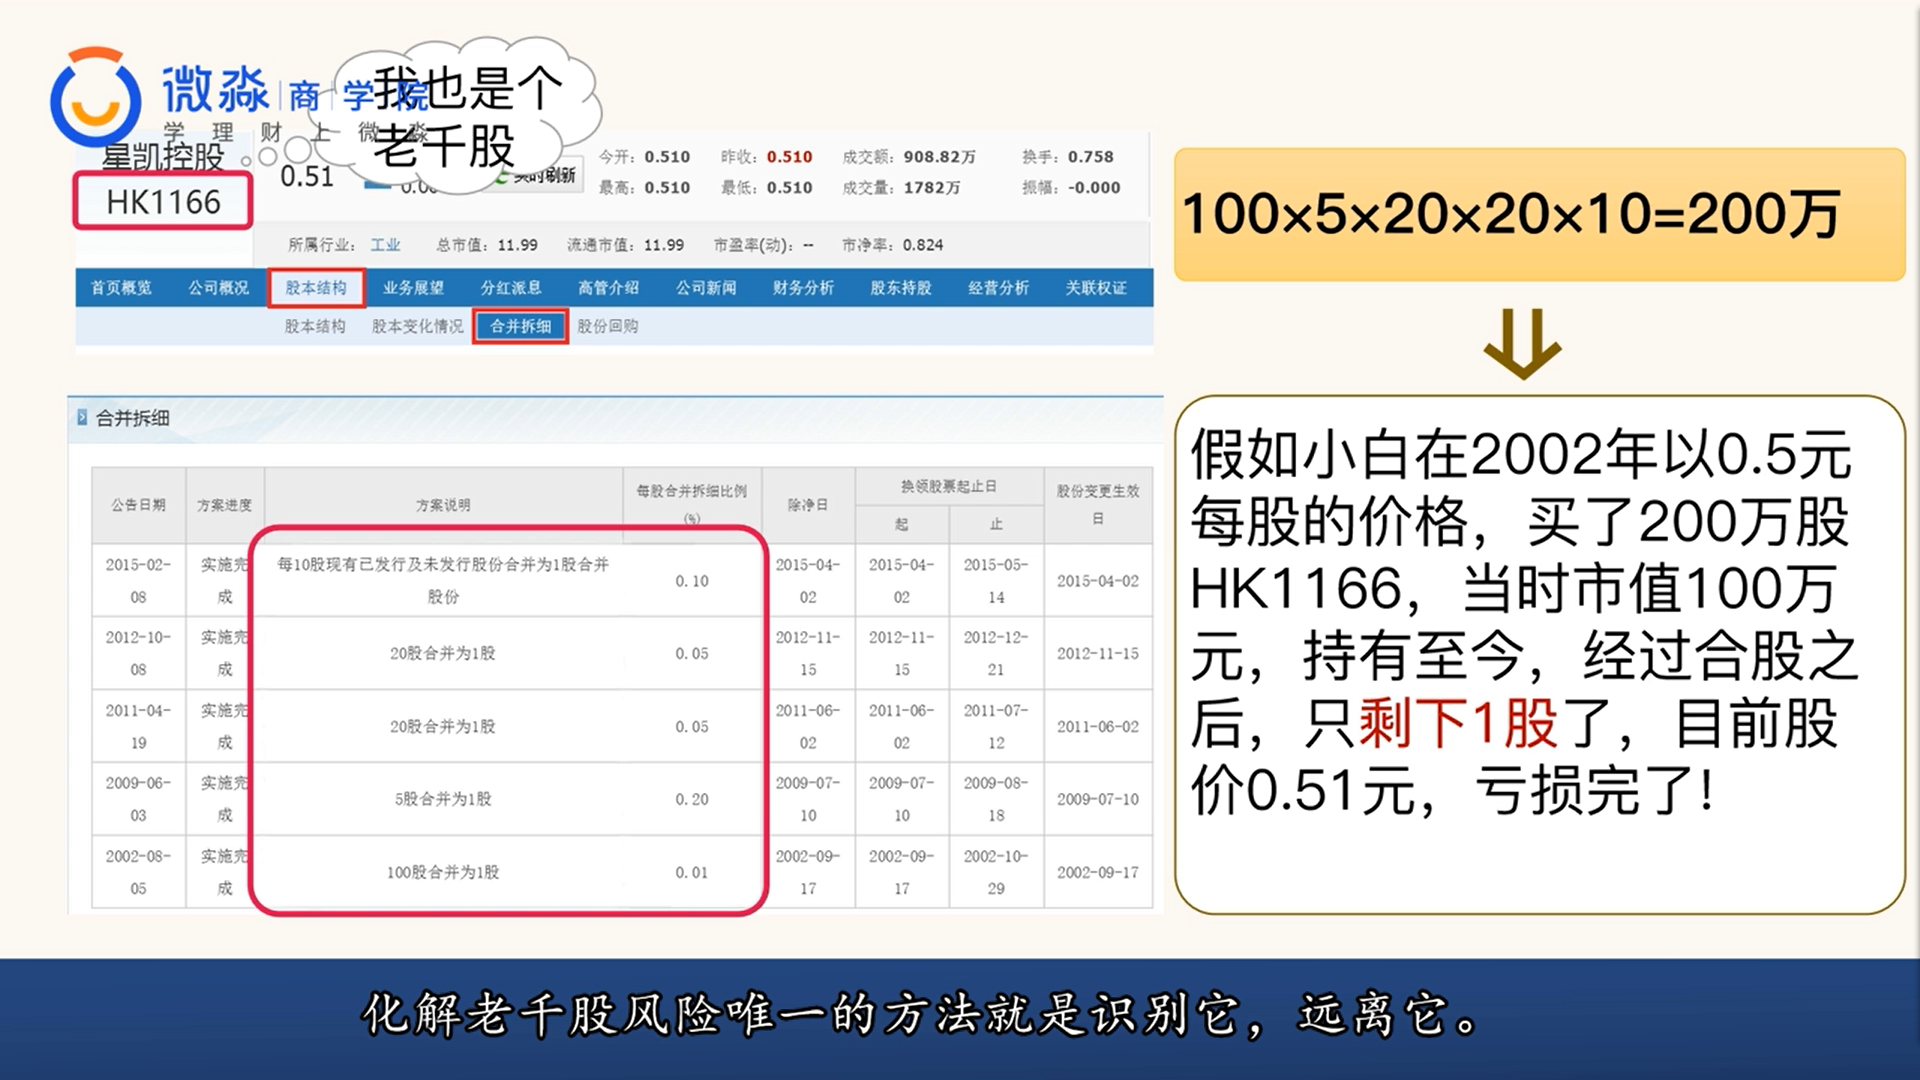 微淼 商 学 院
学 理 财 上 微 淼
我也是个
老千股
星凯控股
HK1166
0.51
实时刷新
今开: 0.510 昨收: 0.510 成交额: 908.82万 换手: 0.758
最高: 0.510 最低: 0.510 成交量: 1782万 振幅: -0.000
所属行业: 工业 总市值: 11.99 流通市值: 11.99 市盈率(动): -- 市净率: 0.824
首页概览 公司概况 股本结构 业务展望 分红派息 高管介绍 公司新闻 财务分析 股东持股 经营分析 关联权证
股本结构 股本变化情况 合并拆细 股份回购
合并拆细
公告日期 方案进度 方案说明 每股合并拆细比例(%) 除净日 换领股票起止日 起 止 股份变更生效日
2015-02-08 实施完成 每10股现有已发行及未发行股份合并为1股合并股份 0.10 2015-04-02 2015-04-02 2015-05-14 2015-04-02
2012-10-08 实施完成 20股合并为1股 0.05 2012-11-15 2012-11-15 2012-12-21 2012-11-15
2011-04-19 实施完成 20股合并为1股 0.05 2011-06-02 2011-06-02 2011-07-12 2011-06-02
2009-06-03 实施完成 5股合并为1股 0.20 2009-07-10 2009-07-10 2009-08-18 2009-07-10
2002-08-05 实施完成 100股合并为1股 0.01 2002-09-17 2002-09-17 2002-10-29 2002-09-17
100×5×20×20×10=200万
假如小白在2002年以0.5元
每股的价格，买了200万股
HK1166，当时市值100万
元，持有至今，经过合股之
后，只剩下1股了，目前股
价0.51元，亏损完了!
化解老千股风险唯一的方法就是识别它，远离它。